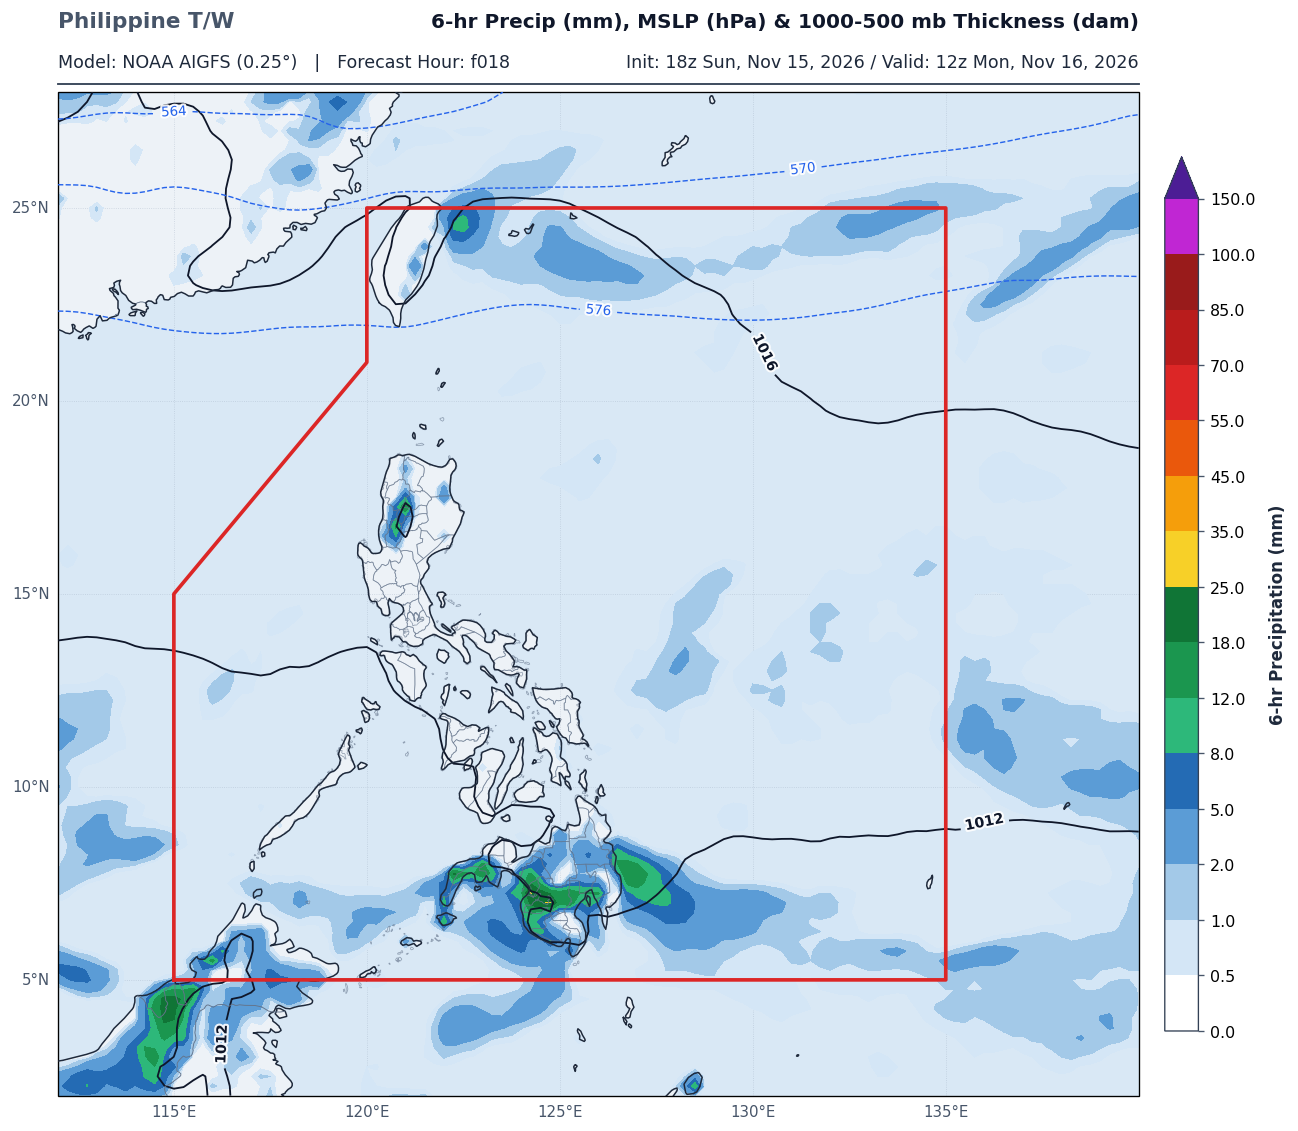 Philippine T/W
6-hr Precip (mm), MSLP (hPa) & 1000-500 mb Thickness (dam)
Model: NOAA AIGFS (0.25°) | Forecast Hour: f018
Init: 18z Sun, Nov 15, 2026 / Valid: 12z Mon, Nov 16, 2026
564
570
576
1016
1012
1012
25°N
20°N
15°N
10°N
5°N
115°E
120°E
125°E
130°E
135°E
150.0
100.0
85.0
70.0
55.0
45.0
35.0
25.0
18.0
12.0
8.0
5.0
2.0
1.0
0.5
0.0
6-hr Precipitation (mm)